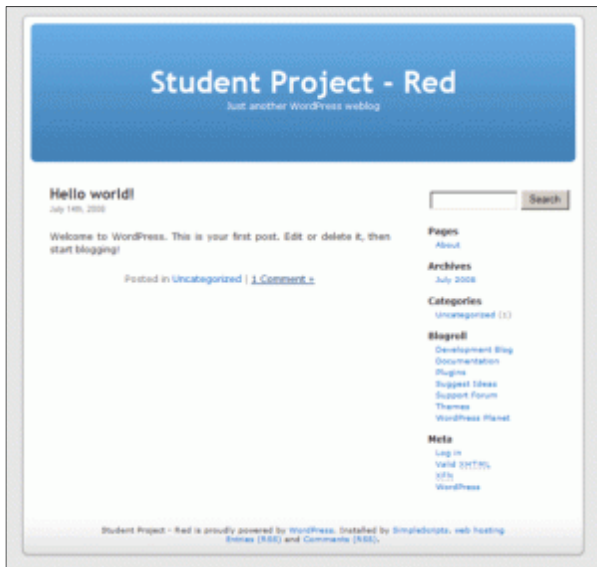 Student Project - Red
Just another WordPress weblog
Hello world!
July 14th, 2008
Welcome to WordPress. This is your first post. Edit or delete it, then
start blogging!
Posted in Uncategorized | 1 Comment »
Search
Pages
About
Archives
July 2008
Categories
Uncategorized (1)
Blogroll
Development Blog
Documentation
Plugins
Suggest Ideas
Support Forum
Themes
WordPress Planet
Meta
Log in
Valid XHTML
XFN
WordPress
Student Project - Red is proudly powered by WordPress. Installed by SimpleScripts, web hosting
Entries (RSS) and Comments (RSS).